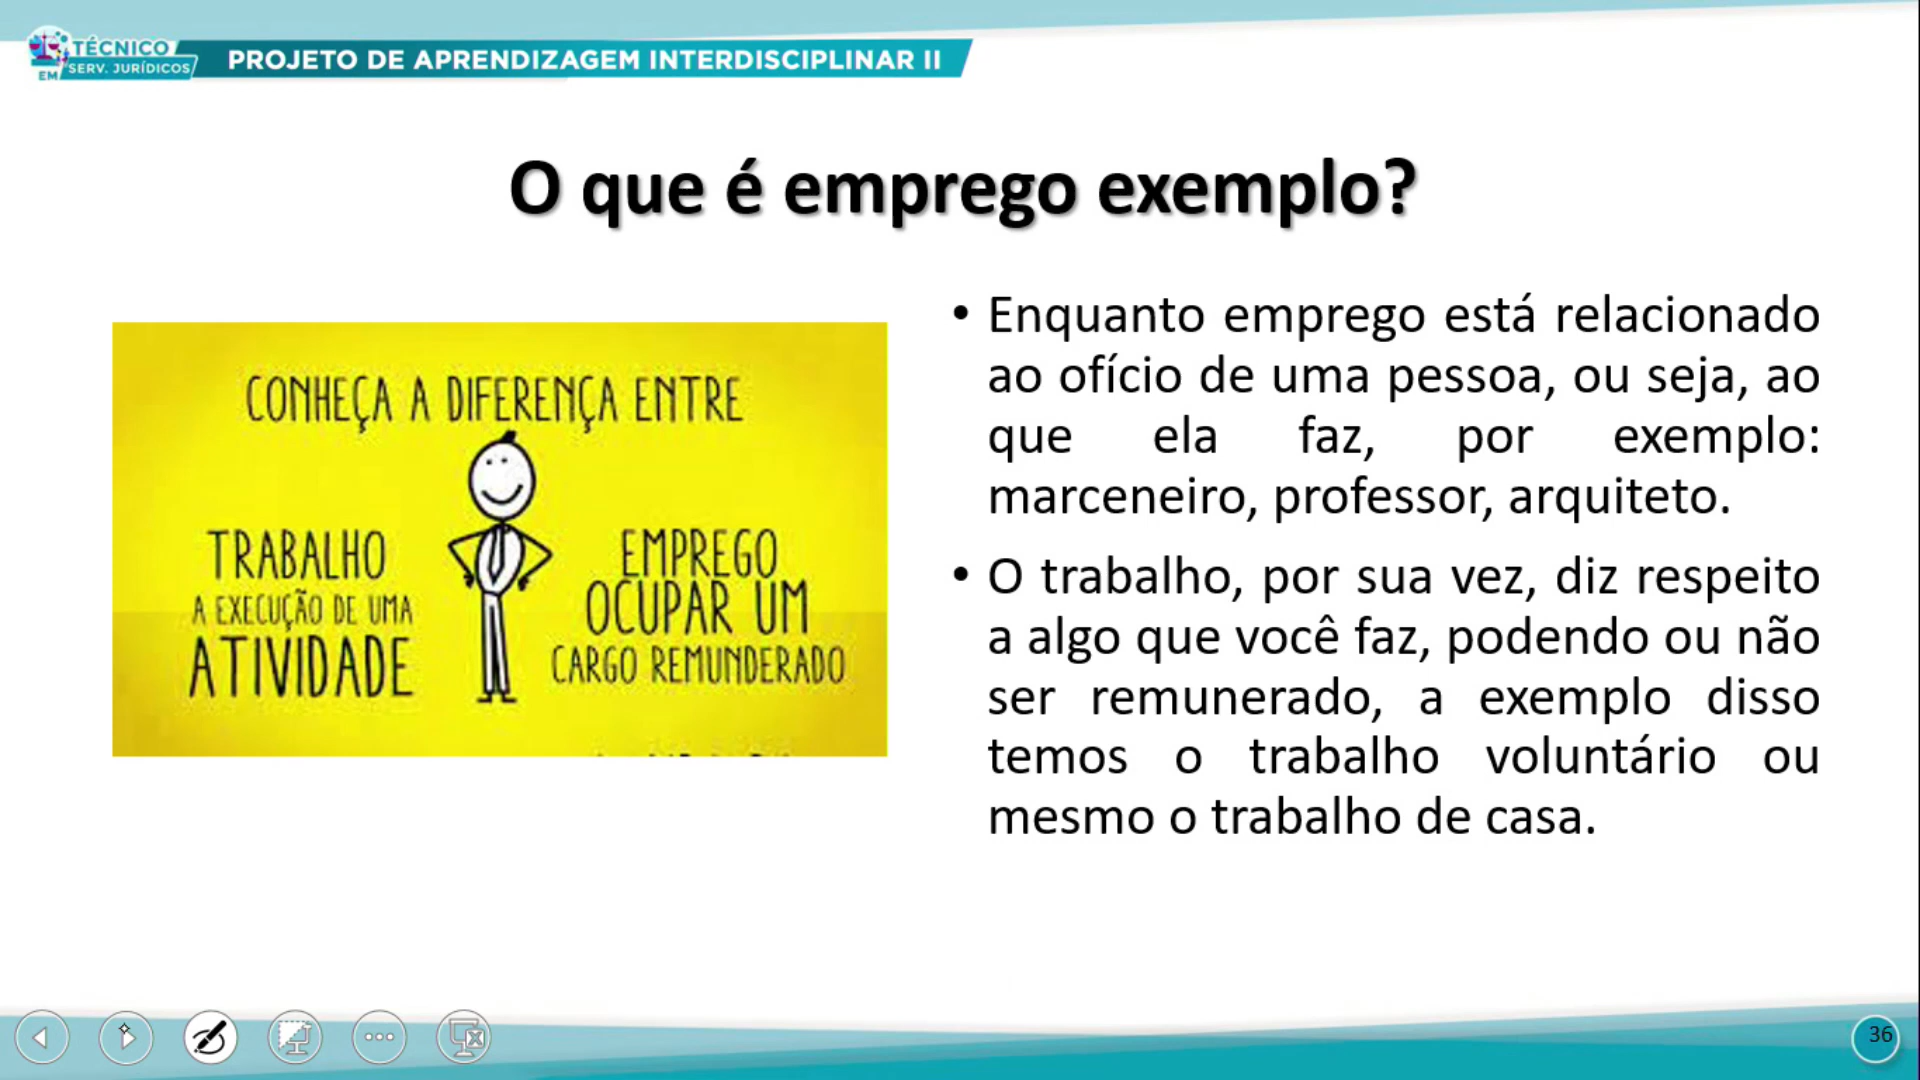 TÉCNICO
EM SERV. JURÍDICOS
PROJETO DE APRENDIZAGEM INTERDISCIPLINAR II
O que é emprego exemplo?
CONHEÇA A DIFERENÇA ENTRE
TRABALHO
A EXECUÇÃO DE UMA
ATIVIDADE
EMPREGO
OCUPAR UM
CARGO REMUNDERADO
• Enquanto emprego está relacionado
ao ofício de uma pessoa, ou seja, ao
que ela faz, por exemplo:
marceneiro, professor, arquiteto.
• O trabalho, por sua vez, diz respeito
a algo que você faz, podendo ou não
ser remunerado, a exemplo disso
temos o trabalho voluntário ou
mesmo o trabalho de casa.
36